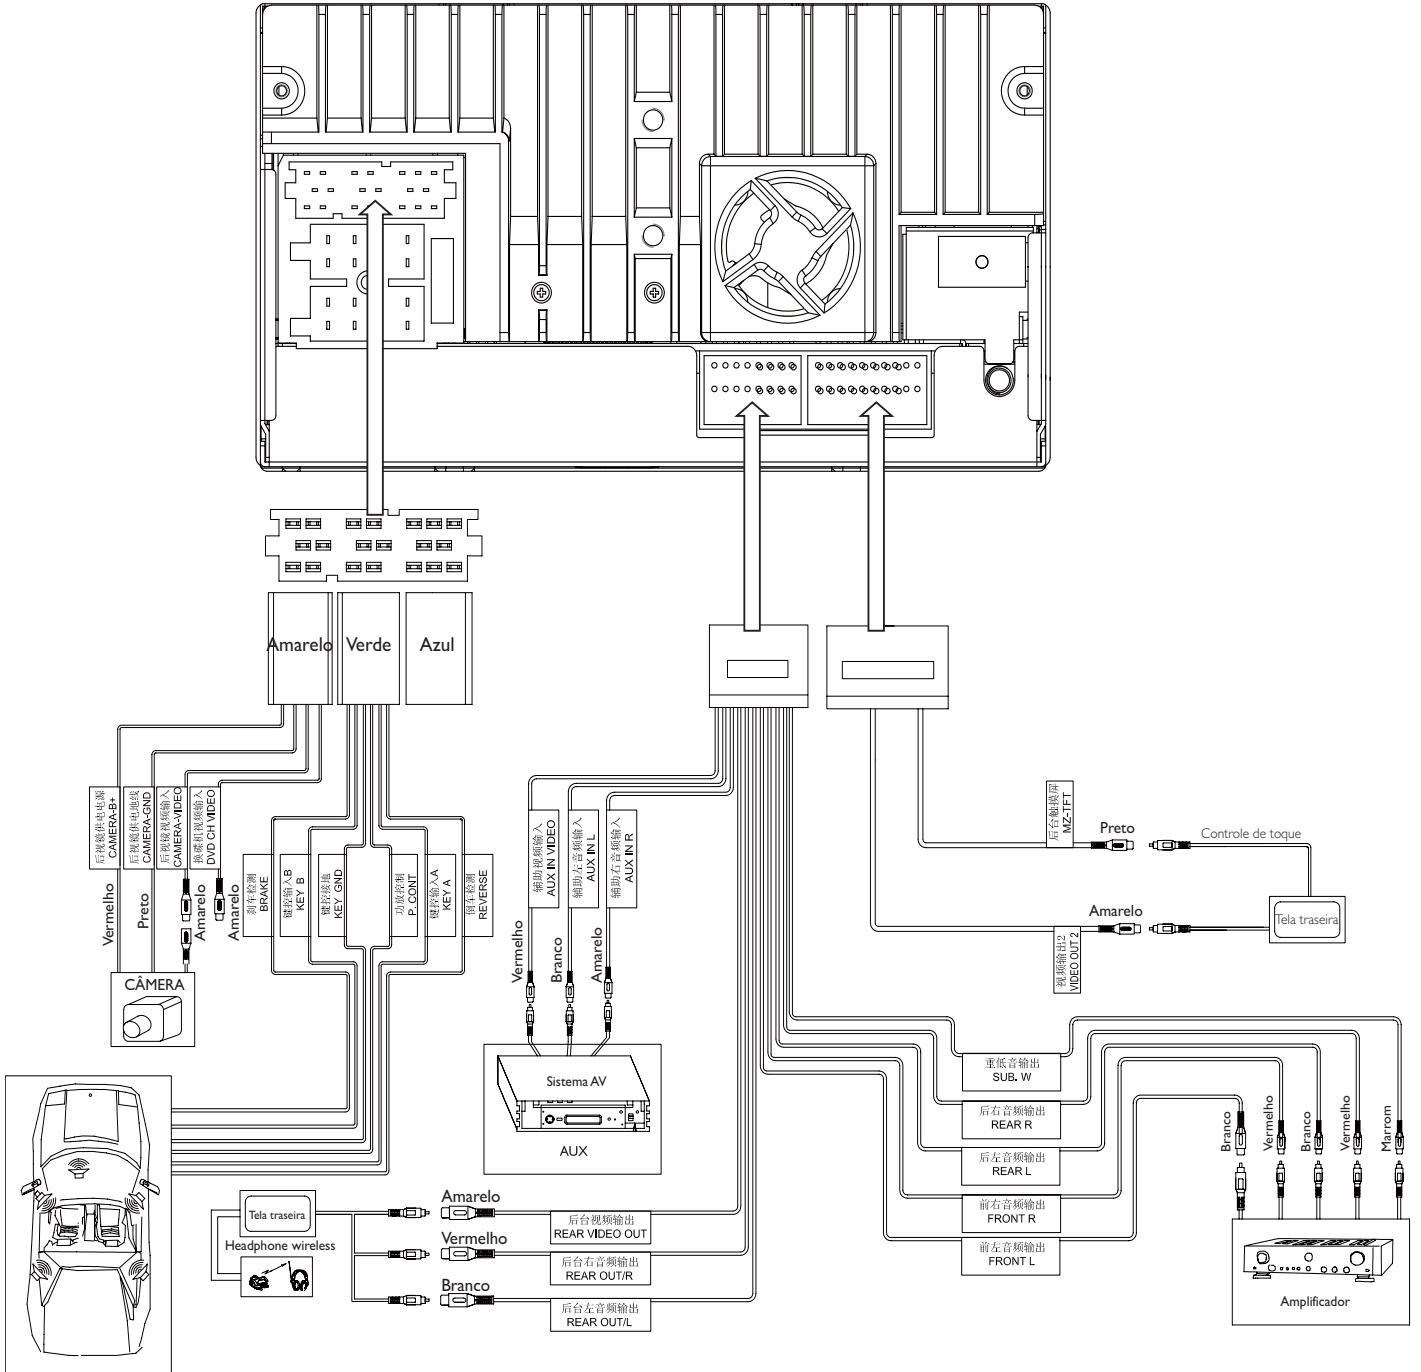 Amarelo
Verde
Azul
后视镜供电电源
CAMERA-B+
后视镜供电地线
CAMERA-GND
后视镜视频输入
CAMERA-VIDEO
换碟机视频输入
DVD CH VIDEO
Vermelho
Preto
Amarelo
Amarelo
CÂMERA
刹车检测
BRAKE
键控输入B
KEY B
键控接地
KEY GND
功放控制
P. CONT
键控输入A
KEY A
倒车检测
REVERSE
辅助视频输入
AUX IN VIDEO
辅助左音频输入
AUX IN L
辅助右音频输入
AUX IN R
Vermelho
Branco
Amarelo
Sistema AV
AUX
后台触摸屏
MZ-TFT
Preto
Controle de toque
Amarelo
视频输出2
VIDEO OUT 2
Tela traseira
重低音输出
SUB. W
后右音频输出
REAR R
后左音频输出
REAR L
前右音频输出
FRONT R
前左音频输出
FRONT L
Branco
Vermelho
Branco
Vermelho
Marrom
Amplificador
Tela traseira
Headphone wireless
Amarelo
后台视频输出
REAR VIDEO OUT
Vermelho
后台右音频输出
REAR OUT/R
Branco
后台左音频输出
REAR OUT/L